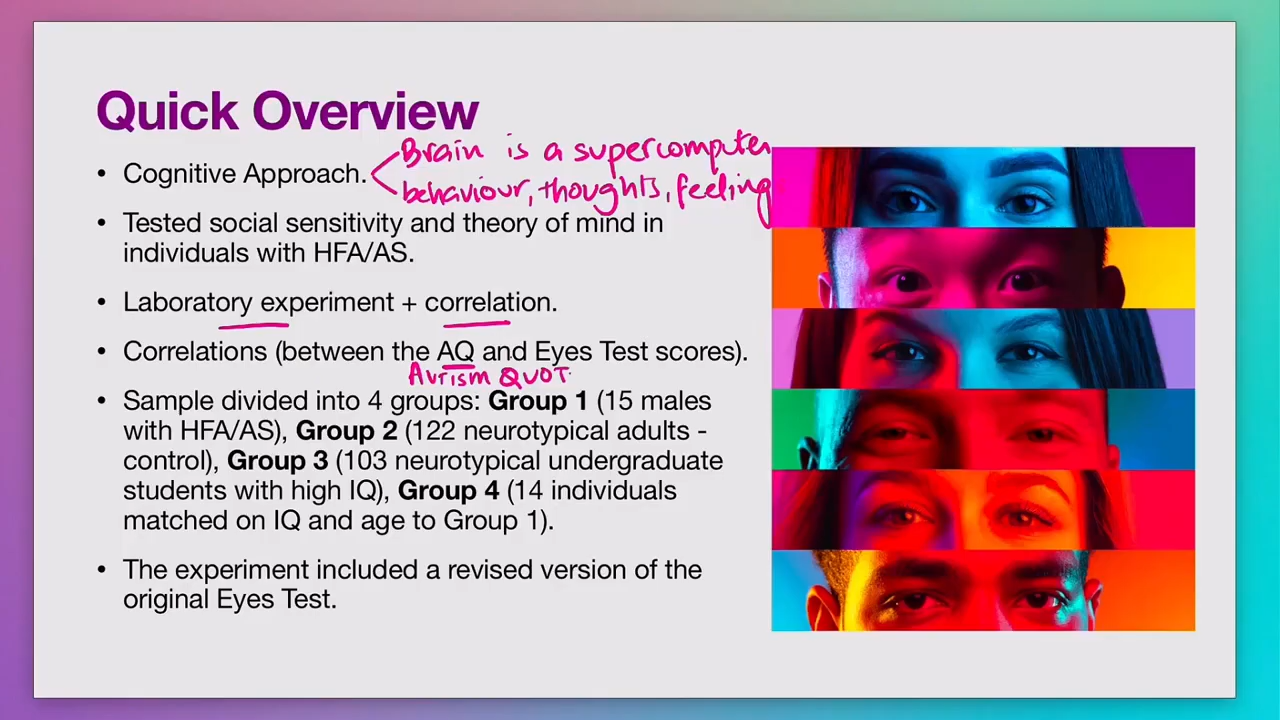 Quick Overview
• Cognitive Approach.
Brain is a supercomputer
behaviour, thoughts, feeling
• Tested social sensitivity and theory of mind in
individuals with HFA/AS.
• Laboratory experiment + correlation.
• Correlations (between the AQ and Eyes Test scores).
AUTISM QUOT
• Sample divided into 4 groups: Group 1 (15 males
with HFA/AS), Group 2 (122 neurotypical adults -
control), Group 3 (103 neurotypical undergraduate
students with high IQ), Group 4 (14 individuals
matched on IQ and age to Group 1).
• The experiment included a revised version of the
original Eyes Test.